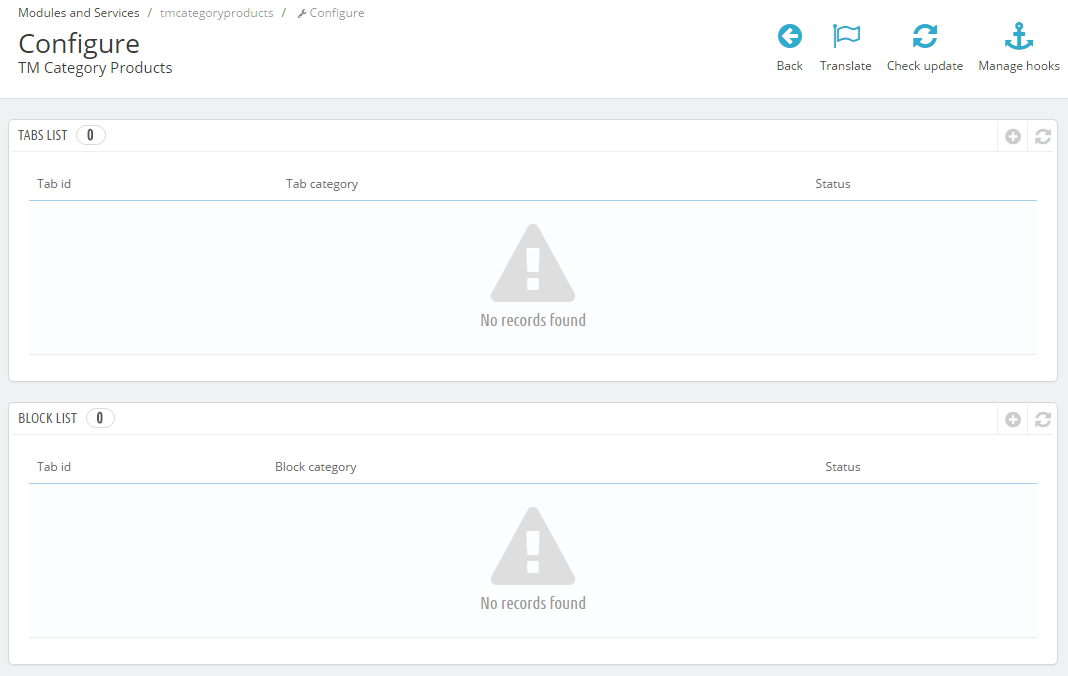 Modules and Services / tmcategoryproducts / Configure
Configure
TM Category Products
Back Translate Check update Manage hooks
TABS LIST 0
Tab id Tab category Status
No records found
BLOCK LIST 0
Tab id Block category Status
No records found